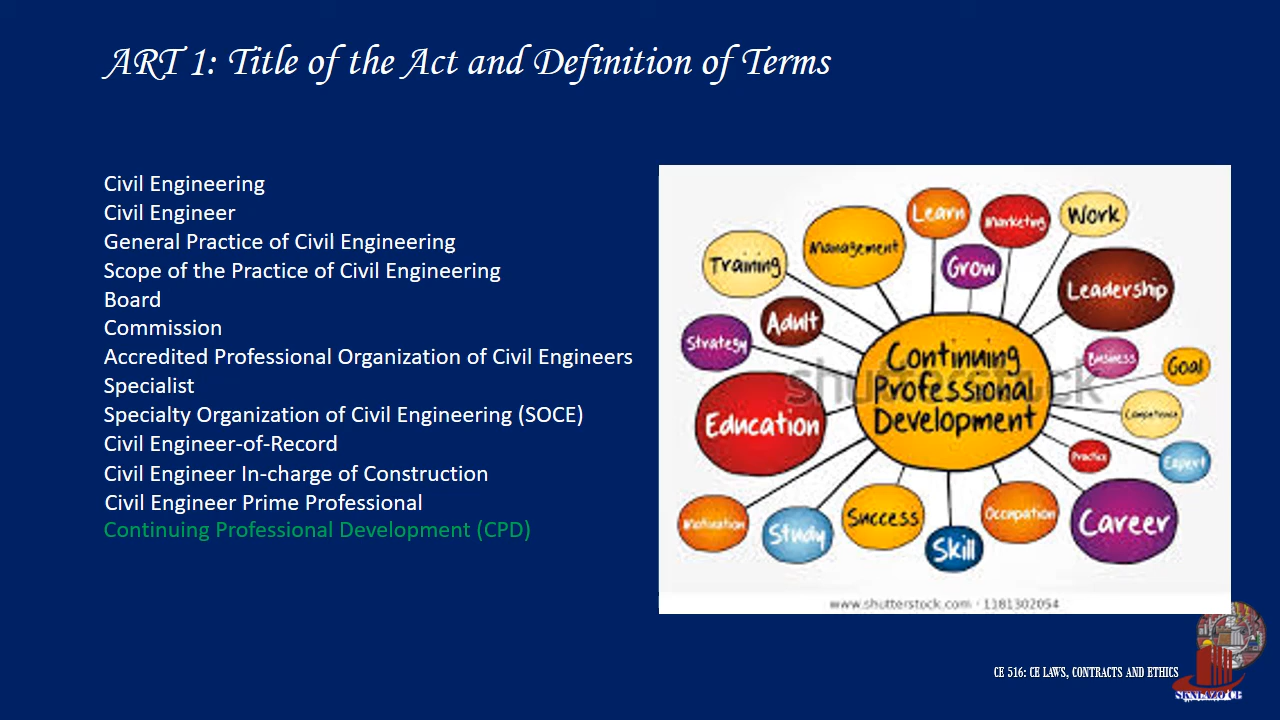 ART 1: Title of the Act and Definition of Terms
Civil Engineering
Civil Engineer
General Practice of Civil Engineering
Scope of the Practice of Civil Engineering
Board
Commission
Accredited Professional Organization of Civil Engineers
Specialist
Specialty Organization of Civil Engineering (SOCE)
Civil Engineer-of-Record
Civil Engineer In-charge of Construction
Civil Engineer Prime Professional
Continuing Professional Development (CPD)
Learn
Marketing
Work
Management
Training
Grow
Leadership
Adult
Strategy
Continuing
Professional
Development
shutterstock
Business
Goal
Education
Competence
Practice
Expert
Motivation
Study
Success
Skill
Occupation
Career
www.shutterstock.com · 1181302054
CE 516: CE LAWS, CONTRACTS AND ETHICS